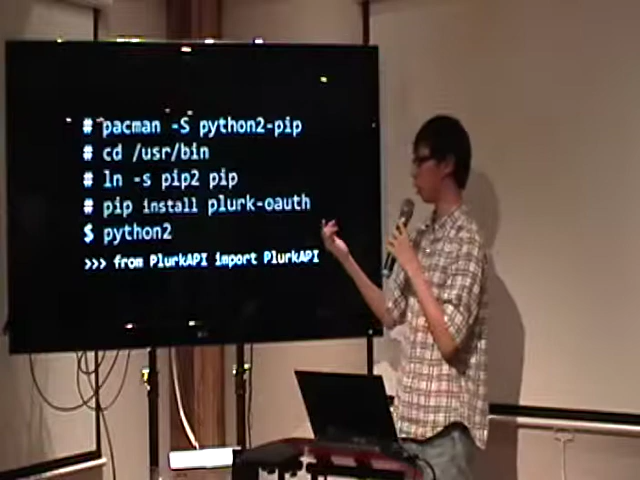 # pacman -S python2-pip
# cd /usr/bin
# ln -s pip2 pip
# pip install plurk-oauth
$ python2
>>> from PlurkAPI import PlurkAPI